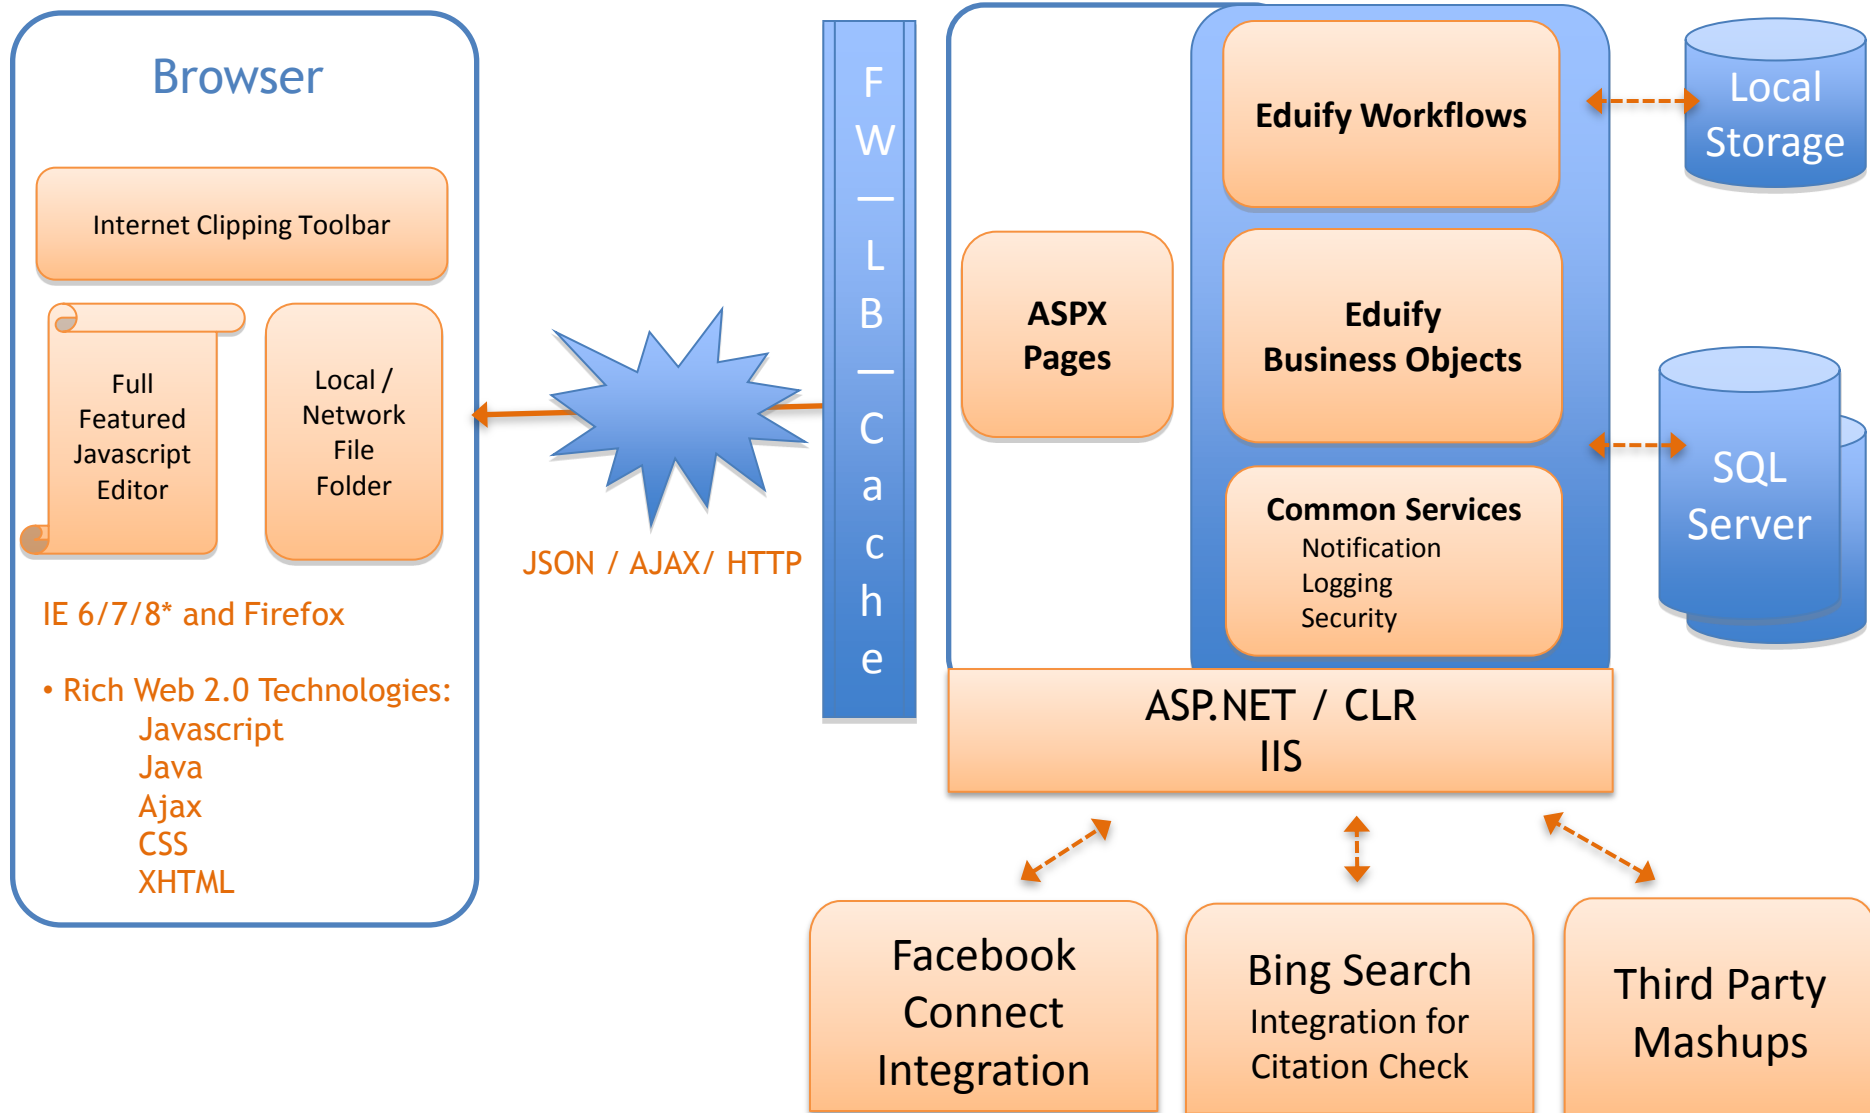 Browser
Internet Clipping Toolbar
Full
Featured
Javascript
Editor
Local /
Network
File
Folder
IE 6/7/8* and Firefox
• Rich Web 2.0 Technologies:
Javascript
Java
Ajax
CSS
XHTML
JSON / AJAX/ HTTP
F
W
—
L
B
—
C
a
c
h
e
ASPX
Pages
Eduify Workflows
Eduify
Business Objects
Common Services
Notification
Logging
Security
ASP.NET / CLR
IIS
Local
Storage
SQL
Server
Facebook
Connect
Integration
Bing Search
Integration for
Citation Check
Third Party
Mashups